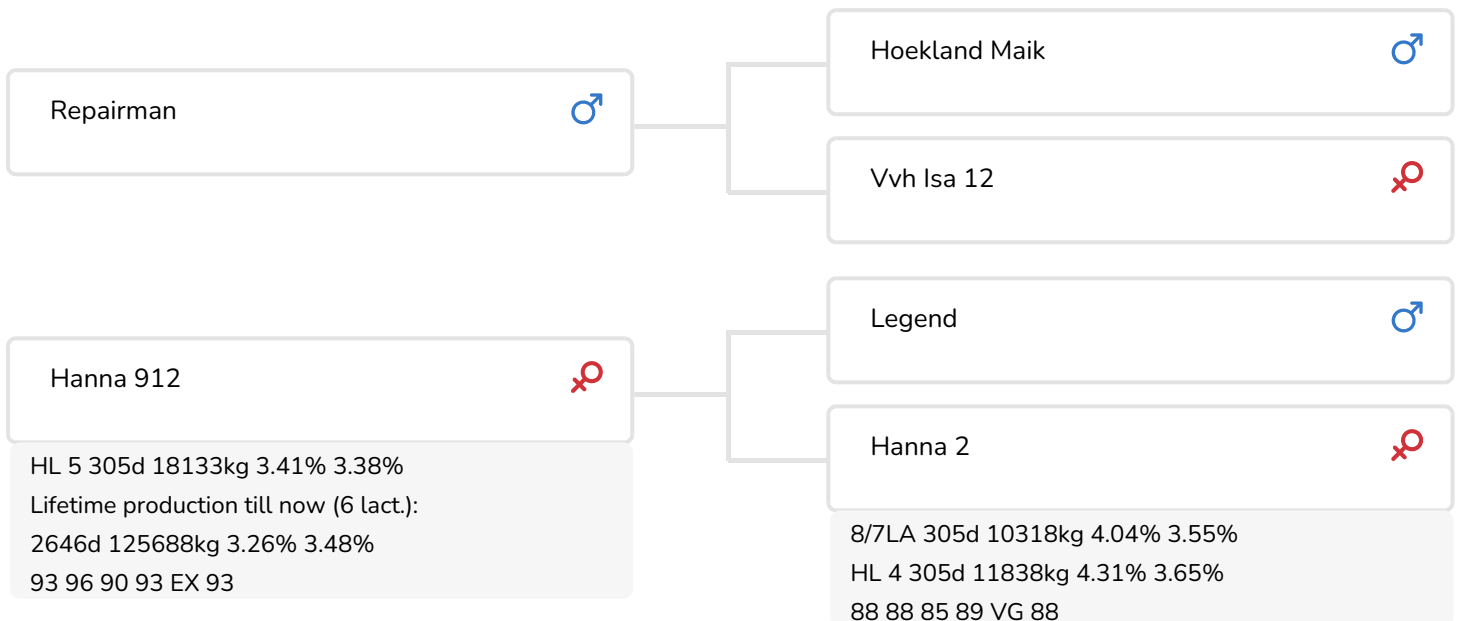 Repairman
Hoekland Maik
Vvh Isa 12
Hanna 912
HL 5 305d 18133kg 3.41% 3.38%
Lifetime production till now (6 lact.):
2646d 125688kg 3.26% 3.48%
93 96 90 93 EX 93
Legend
Hanna 2
8/7LA 305d 10318kg 4.04% 3.55%
HL 4 305d 11838kg 4.31% 3.65%
88 88 85 89 VG 88